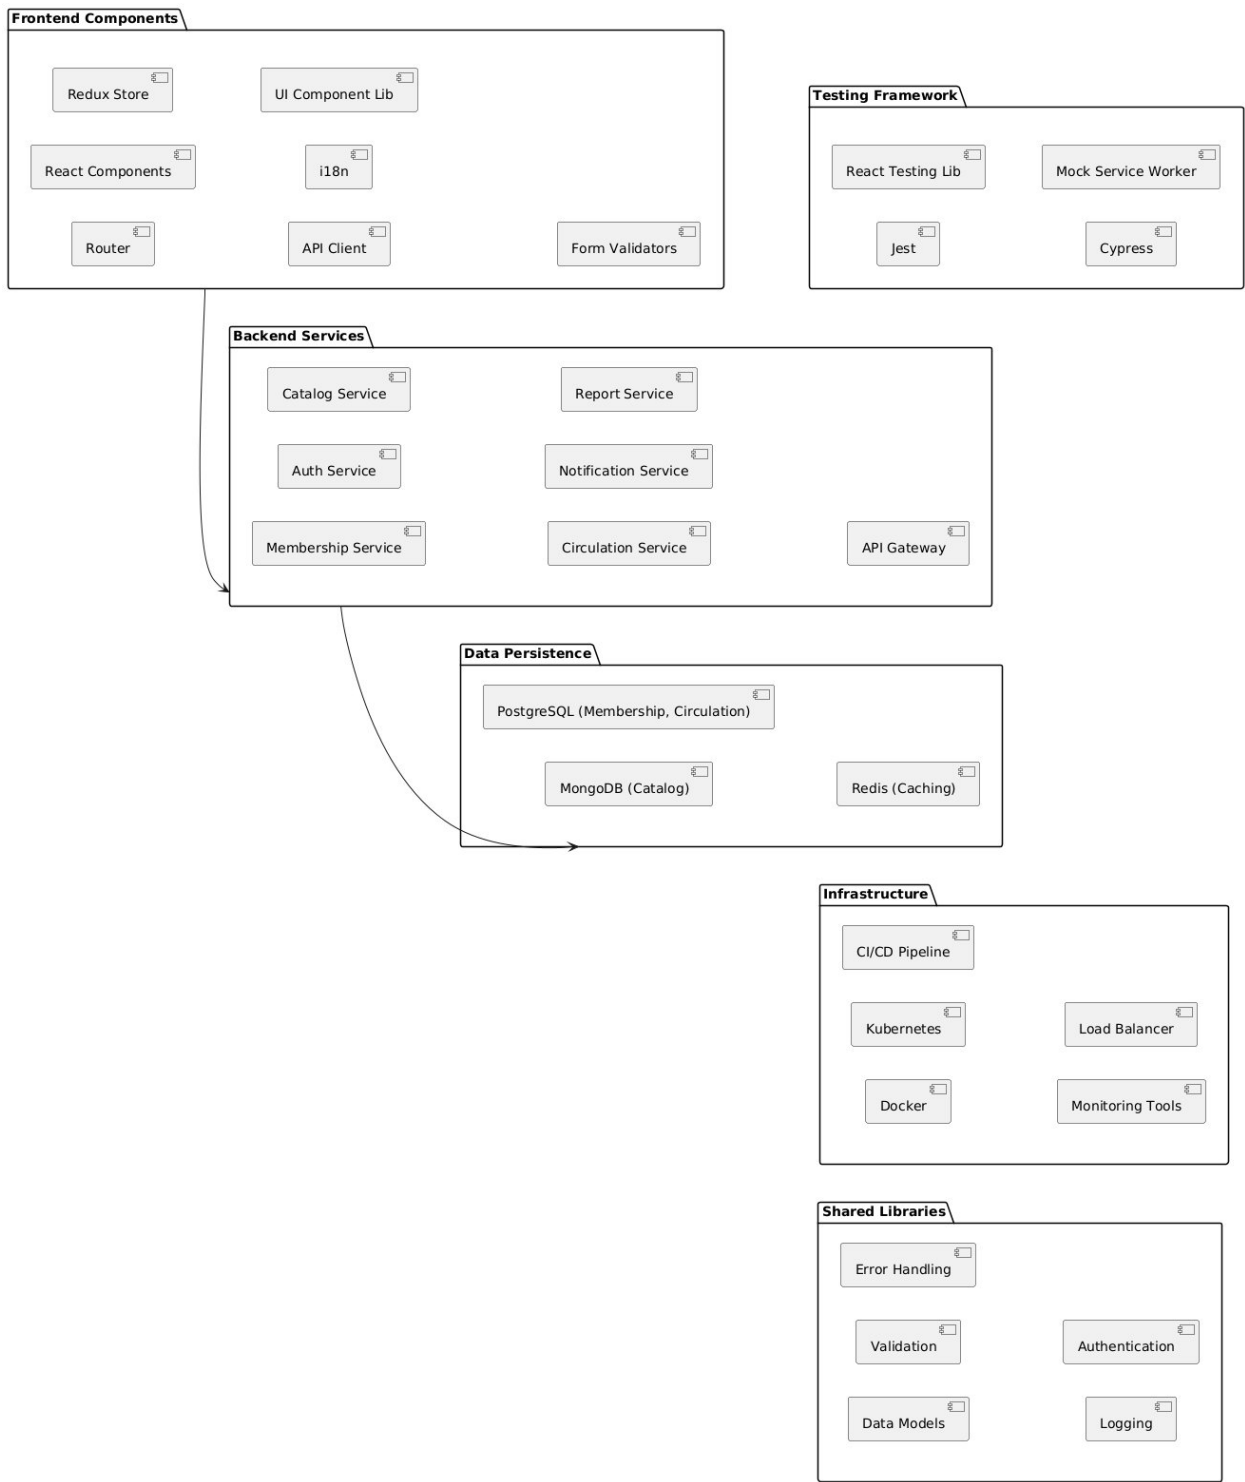 Frontend Components
Redux Store
UI Component Lib
React Components
i18n
Router
API Client
Form Validators
Testing Framework
React Testing Lib
Mock Service Worker
Jest
Cypress
Backend Services
Catalog Service
Report Service
Auth Service
Notification Service
Membership Service
Circulation Service
API Gateway
Data Persistence
PostgreSQL (Membership, Circulation)
MongoDB (Catalog)
Redis (Caching)
Infrastructure
CI/CD Pipeline
Kubernetes
Load Balancer
Docker
Monitoring Tools
Shared Libraries
Error Handling
Validation
Authentication
Data Models
Logging